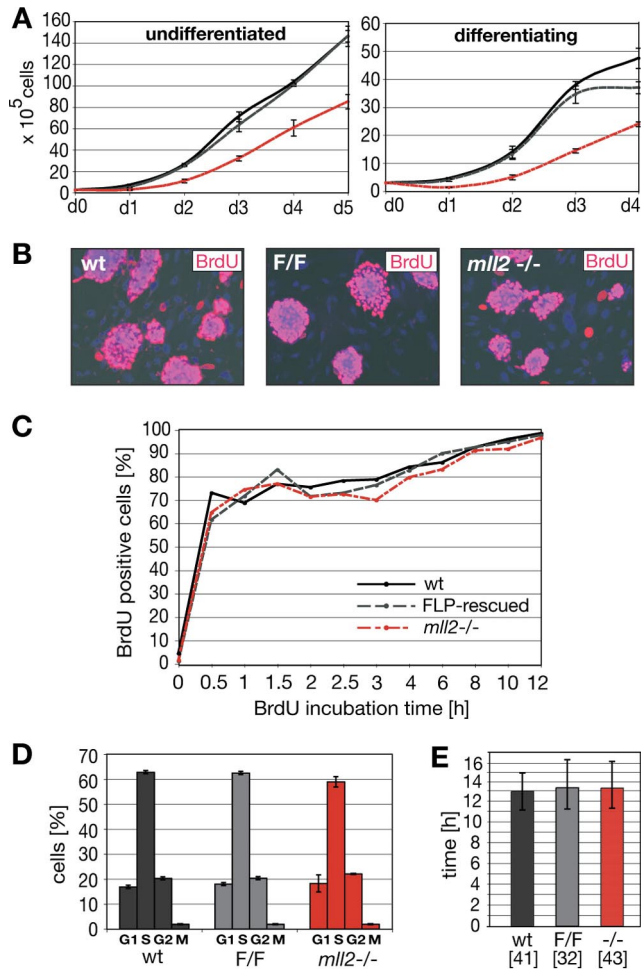 A
undifferentiated
differentiating
x 10⁵cells
160
140
120
100
80
60
40
20
0
d0 d1 d2 d3 d4 d5
60
50
40
30
20
10
0
d0 d1 d2 d3 d4
B
wt
BrdU
F/F
BrdU
mll2 -/-
BrdU
C
BrdU positive cells [%]
100
90
80
70
60
50
40
30
20
10
0
0 0.5 1 1.5 2 2.5 3 4 6 8 10 12
BrdU incubation time [h]
wt
FLP-rescued
mll2-/-
D
cells [%]
70
60
50
40
30
20
10
0
G1 S G2 M
G1 S G2 M
G1 S G2 M
wt F/F mll2-/-
E
time [h]
16
14
12
10
8
6
4
2
0
wt F/F -/-
[41] [32] [43]